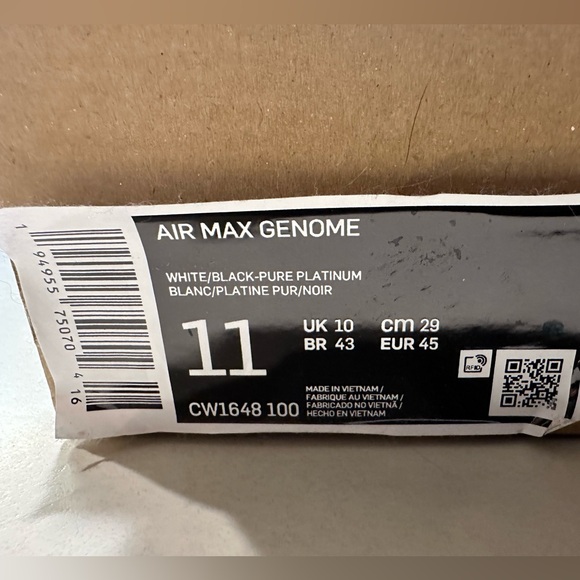 AIR MAX GENOME
WHITE/BLACK-PURE PLATINUM
BLANC/PLATINE PUR/NOIR
11
UK 10 cm 29
BR 43 EUR 45
CW1648 100
MADE IN VIETNAM /
FABRIQUE AU VIETNAM /
FABRICADO NO VIETNÃ /
HECHO EN VIETNAM
RFID
1 94955 75070 4 16